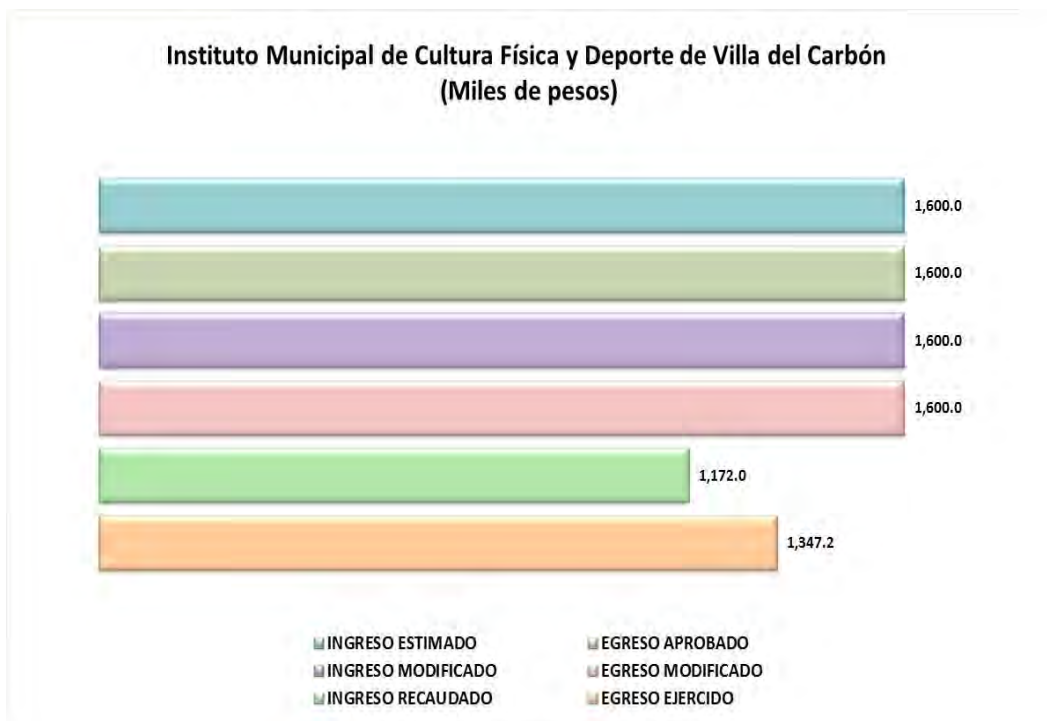 Instituto Municipal de Cultura Física y Deporte de Villa del Carbón
(Miles de pesos)
1,600.0
1,600.0
1,600.0
1,600.0
1,172.0
1,347.2
INGRESO ESTIMADO EGRESO APROBADO
INGRESO MODIFICADO EGRESO MODIFICADO
INGRESO RECAUDADO EGRESO EJERCIDO